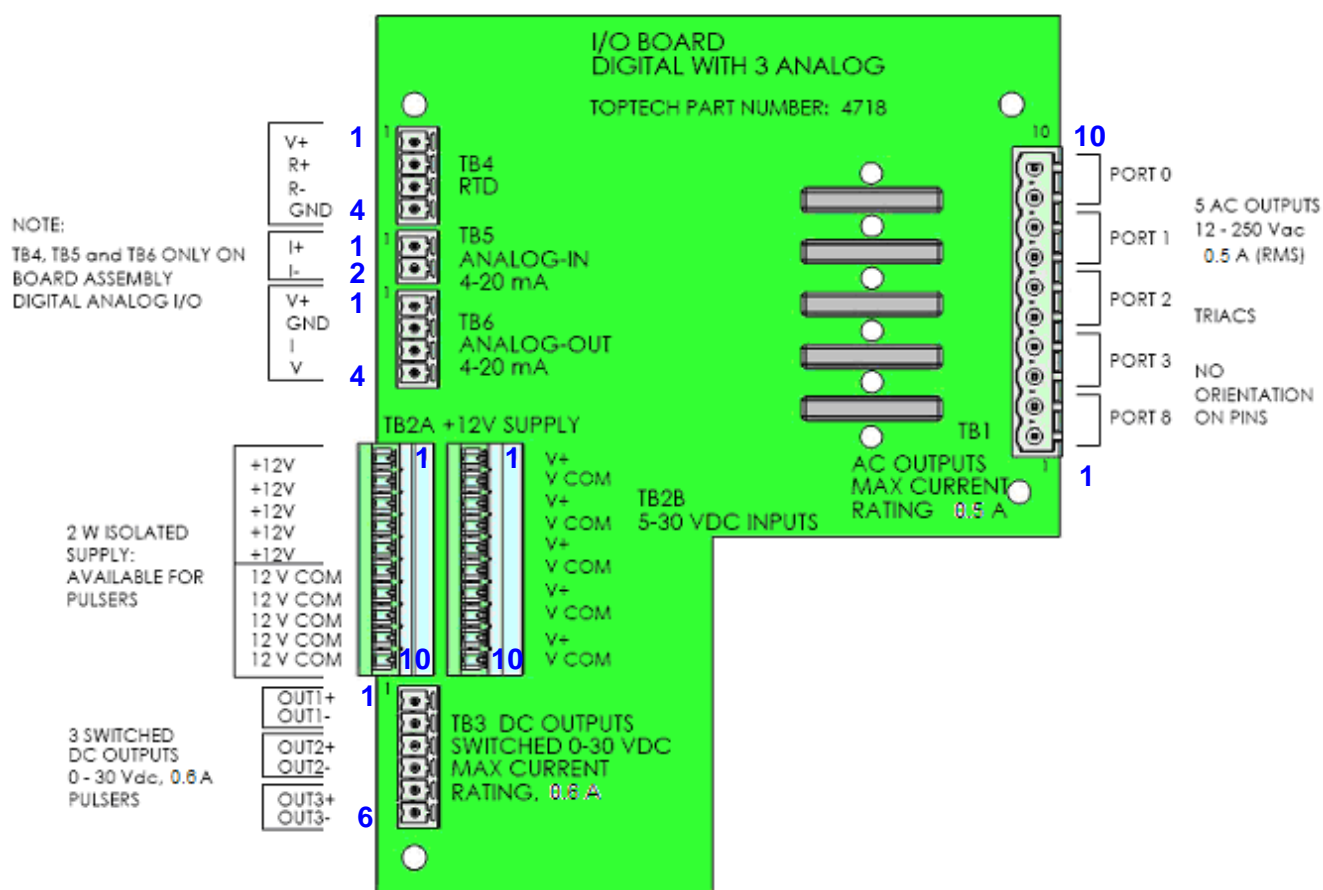 I/O BOARD
DIGITAL WITH 3 ANALOG
TOPTECH PART NUMBER: 4718
NOTE:
TB4, TB5 and TB6 ONLY ON
BOARD ASSEMBLY
DIGITAL ANALOG I/O
V+
R+
R-
GND
1
4
1
TB4
RTD
I+
I-
1
2
1
TB5
ANALOG-IN
4-20 mA
V+
GND
I
V
1
4
1
TB6
ANALOG-OUT
4-20 mA
10
10
PORT 0
PORT 1
PORT 2
PORT 3
PORT 8
1
1
5 AC OUTPUTS
12 - 250 Vac
0.5 A (RMS)
TRIACS
NO
ORIENTATION
ON PINS
TB1
AC OUTPUTS
MAX CURRENT
RATING 0.5 A
TB2A +12V SUPPLY
2 W ISOLATED
SUPPLY:
AVAILABLE FOR
PULSERS
+12V
+12V
+12V
+12V
+12V
12 V COM
12 V COM
12 V COM
12 V COM
12 V COM
1
10
1
10
V+
V COM
V+
V COM
V+
V COM
V+
V COM
V+
V COM
TB2B
5-30 VDC INPUTS
3 SWITCHED
DC OUTPUTS
0 - 30 Vdc, 0.6 A
PULSERS
OUT1+
OUT1-
OUT2+
OUT2-
OUT3+
OUT3-
1
6
1
TB3 DC OUTPUTS
SWITCHED 0-30 VDC
MAX CURRENT
RATING, 0.6 A